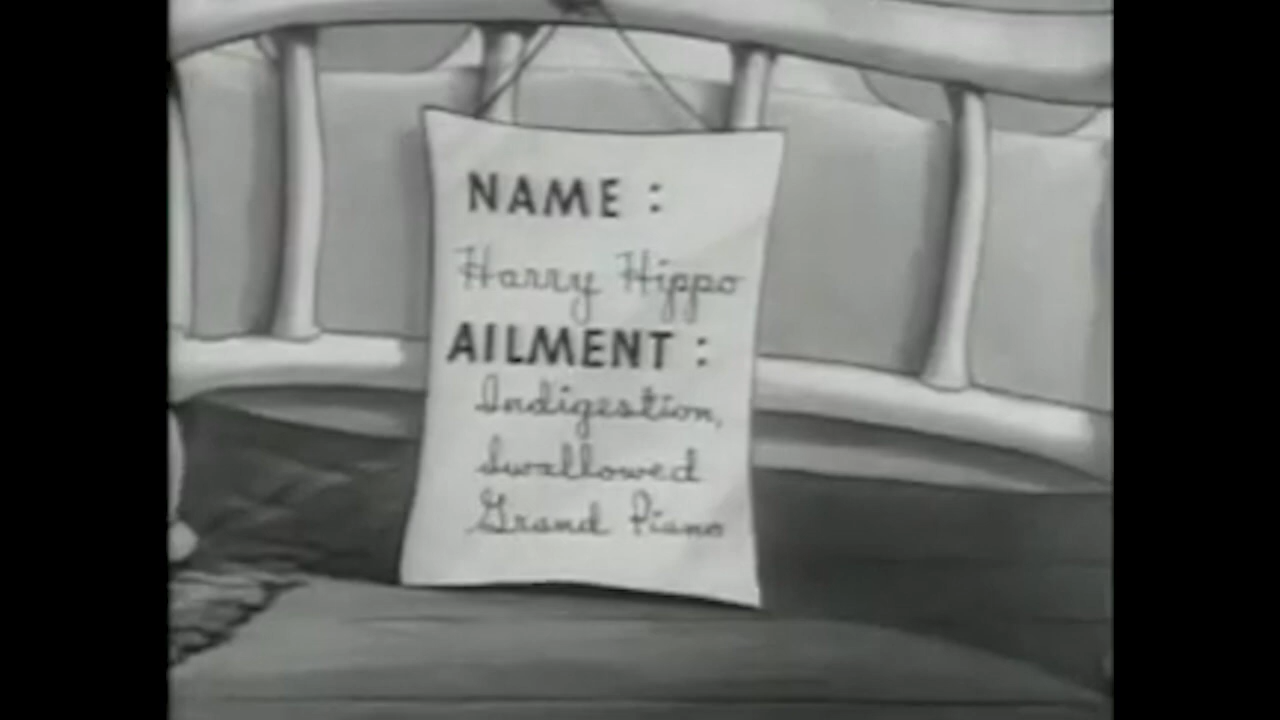 NAME :
Harry Hippo
AILMENT :
Indigestion,
Swallowed
Grand Piano